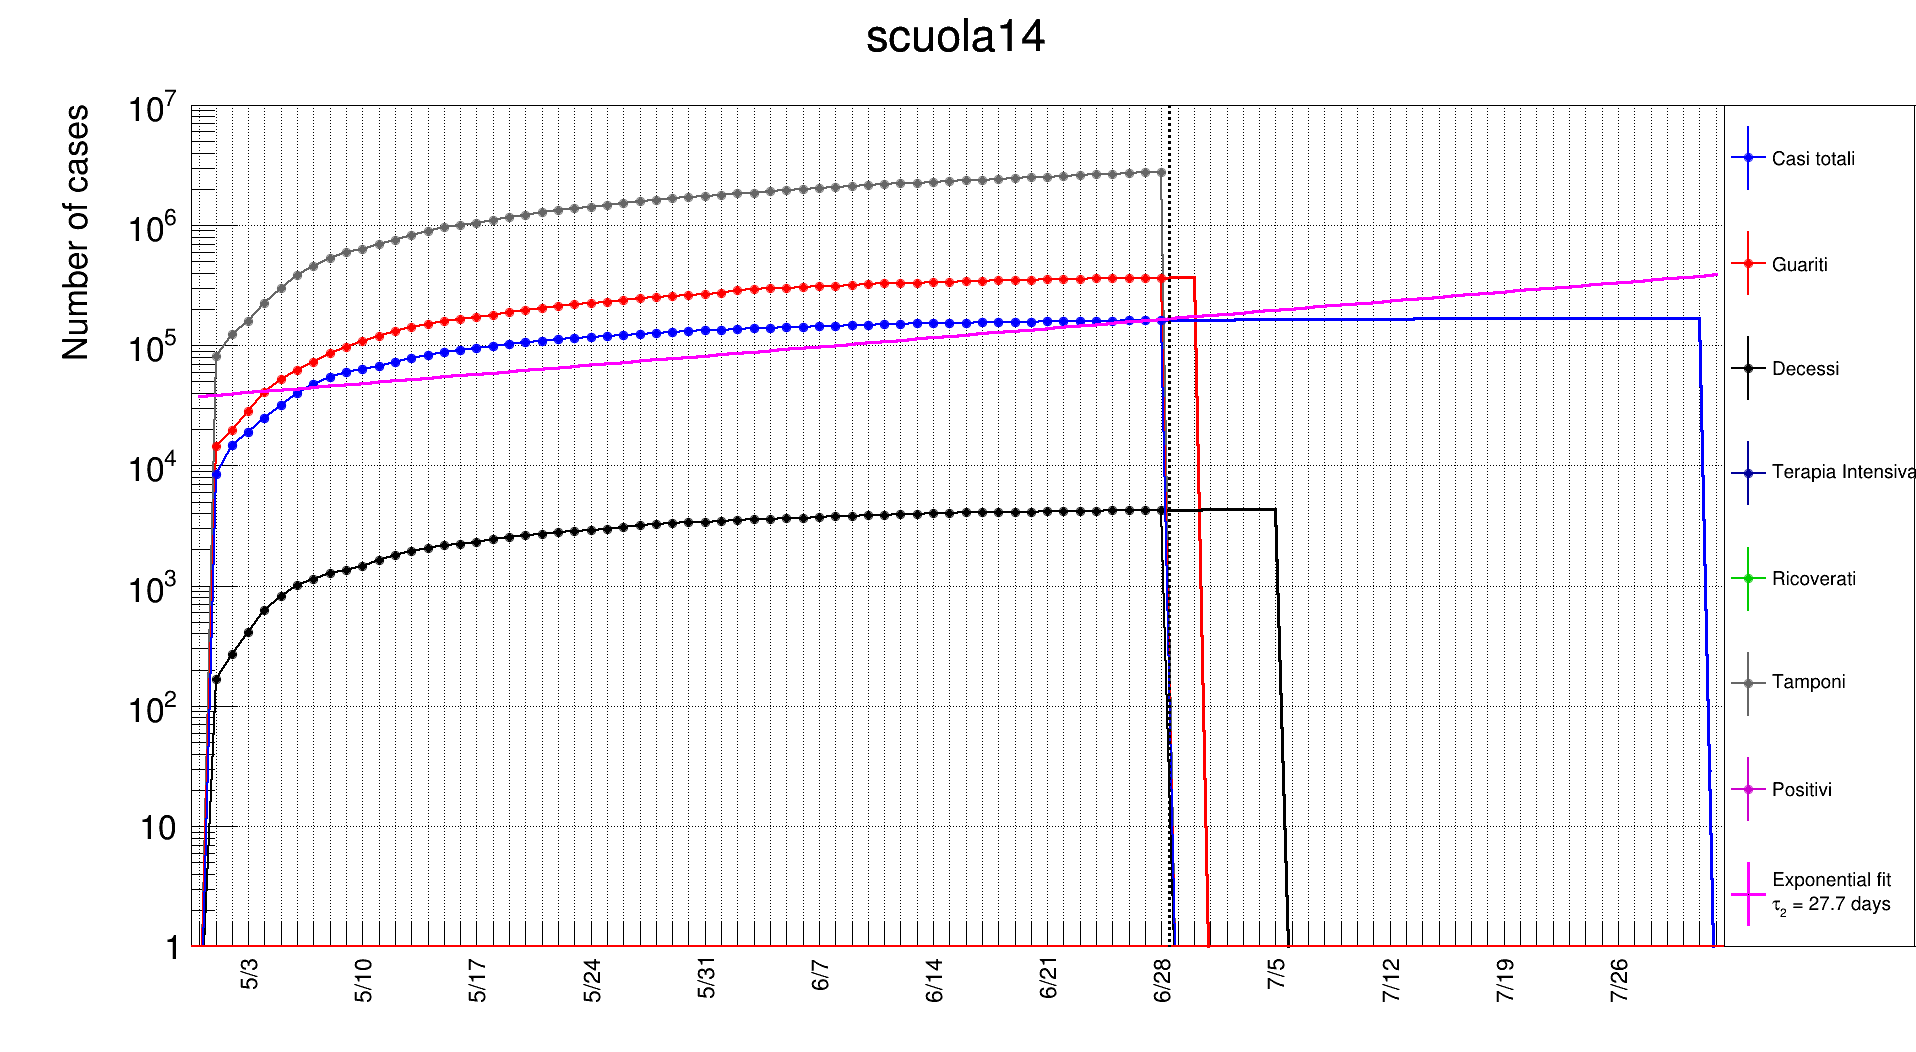 scuola14
Number of cases
10^7
10^6
10^5
10^4
10^3
10^2
10
1
5/3
5/10
5/17
5/24
5/31
6/7
6/14
6/21
6/28
7/5
7/12
7/19
7/26
Casi totali
Guariti
Decessi
Terapia Intensiva
Ricoverati
Tamponi
Positivi
Exponential fit
τ₂ = 27.7 days